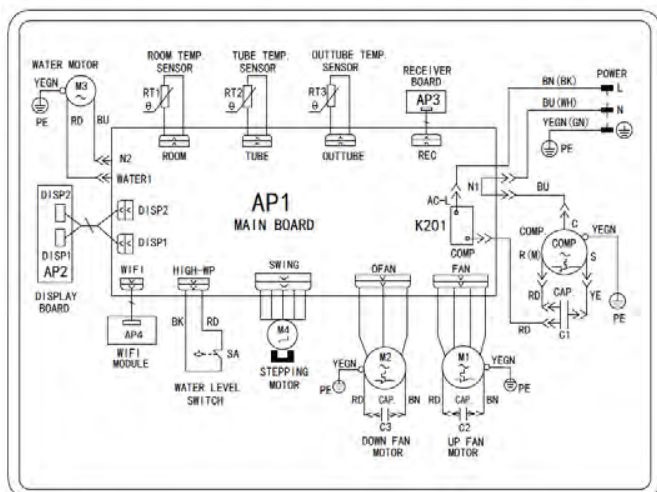 WATER MOTOR
ROOM TEMP.
SENSOR
TUBE TEMP.
SENSOR
OUTTUBE TEMP.
SENSOR
RECEIVER
BOARD
POWER
YEGN
M3
PE
RD
BU
RT1
θ
RT2
θ
RT3
θ
AP3
BN(BK)
L
BU(WH)
N
YEGN(GN)
PE
ROOM
TUBE
OUTTUBE
REC
N2
WATER1
N1
BU
AC-L
AP1
MAIN BOARD
K201
COMP
DISP2
DISP1
AP2
DISPLAY
BOARD
DISP2
DISP1
COMP.
C
YEGN
COMP
R(M)
S
RD
CAP.
YE
C1
RD
PE
WIFI
HIGH-WP
SWING
OFAN
FAN
AP4
WIFI
MODULE
BK
RD
SA
WATER LEVEL
SWITCH
M4
STEPPING
MOTOR
YEGN
M2
PE
RD
CAP.
BN
C3
DOWN FAN
MOTOR
M1
YEGN
PE
RD
CAP.
BN
C2
UP FAN
MOTOR